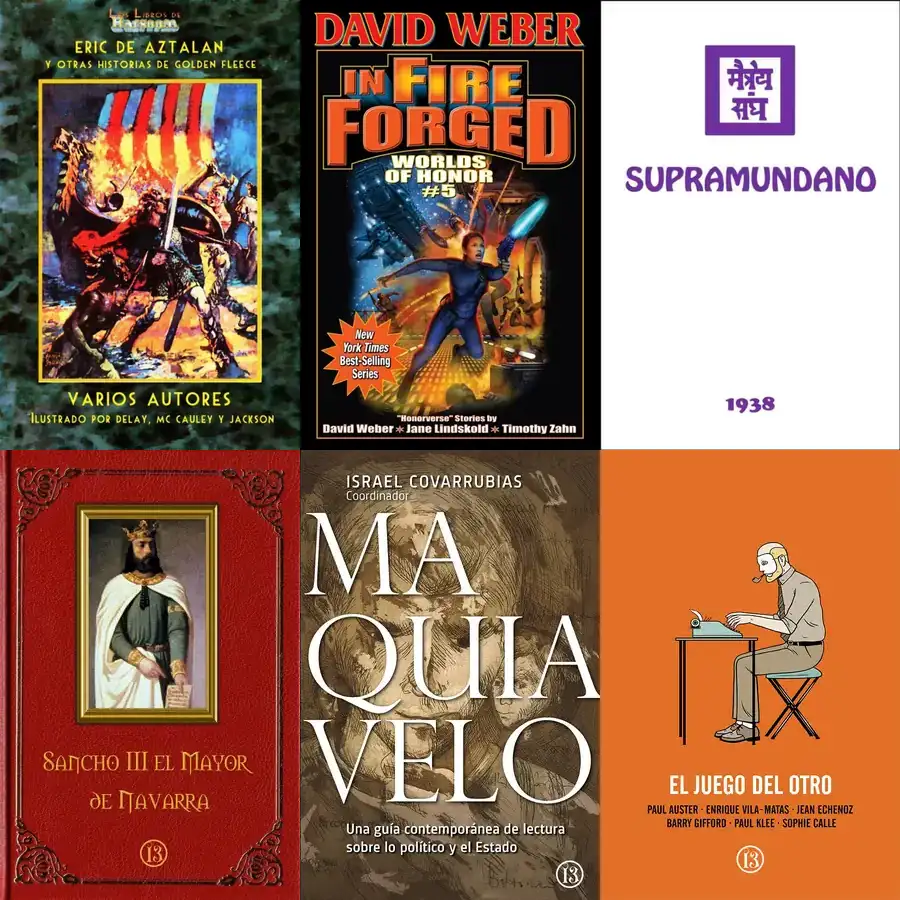 Los Libros de
Barsoom
ERIC DE AZTALAN
Y OTRAS HISTORIAS DE GOLDEN FLEECE
VARIOS AUTORES
ILUSTRADO POR DELAY, MC CAULEY Y JACKSON
DAVID WEBER
IN FIRE
FORGED
WORLDS
OF HONOR
#5
New
York Times
Best-Selling
Series
"Honorverse" Stories by
David Weber * Jane Lindskold * Timothy Zahn
मैत्रेय
संघ
SUPRAMUNDANO
1938
SANCHO III EL MAYOR
DE NAVARRA
13
ISRAEL COVARRUBIAS
Coordinador
MA
QUIA
VELO
Una guía contemporánea de lectura
sobre lo político y el Estado
13
EL JUEGO DEL OTRO
PAUL AUSTER · ENRIQUE VILA-MATAS · JEAN ECHENOZ
BARRY GIFFORD · PAUL KLEE · SOPHIE CALLE
13